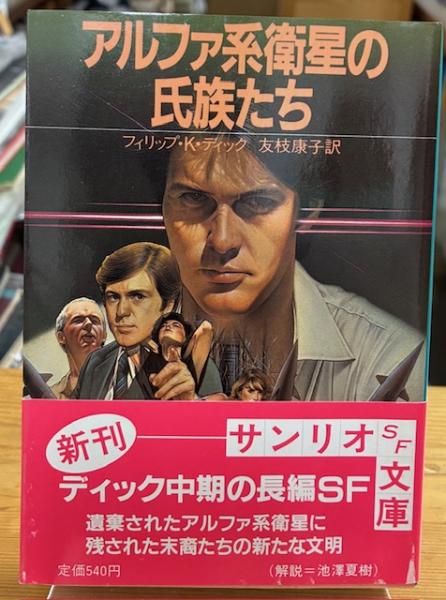 アルファ系衛星の
氏族たち
フィリップ・K・ディック 友枝康子訳
新刊
サンリオSF文庫
ディック中期の長編SF
遺棄されたアルファ系衛星に
残された末裔たちの新たな文明
定価540円 (解説=池澤夏樹)